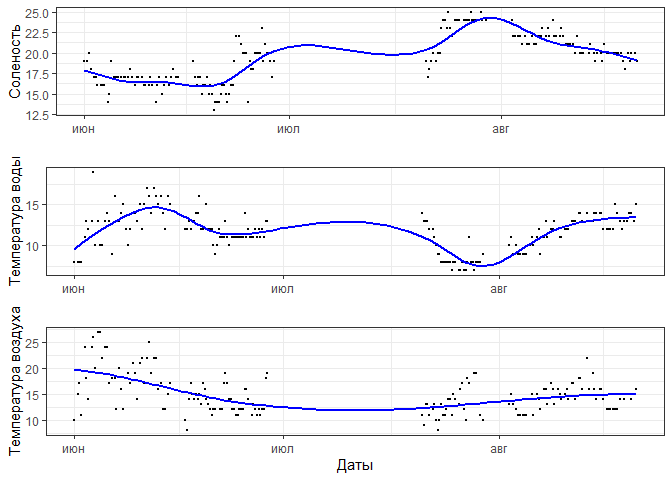 Соленость
25.0
22.5
20.0
17.5
15.0
12.5
июн
июл
авг
Температура воды
15
10
июн
июл
авг
Температура воздуха
25
20
15
10
июн
июл
авг
Даты